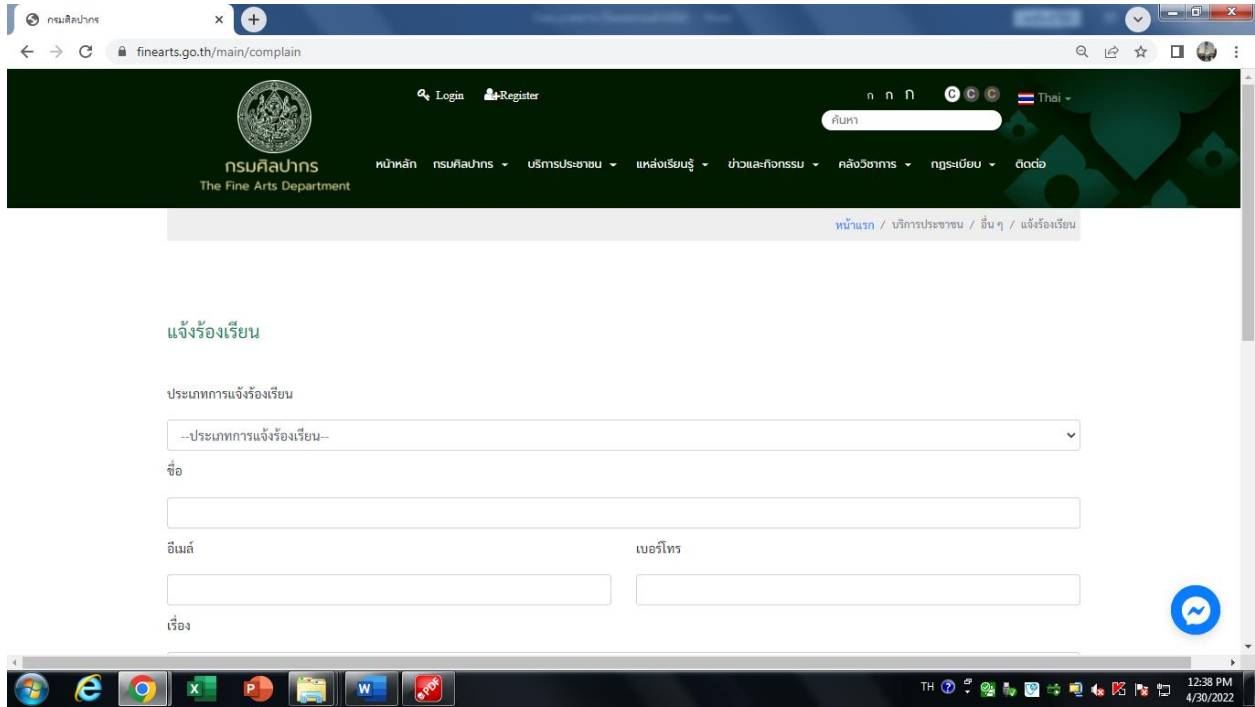 กรมศิลปากร
finearts.go.th/main/complain
Login Register
ก ก ก C C C Thai
ค้นหา
กรมศิลปากร
The Fine Arts Department
หน้าหลัก กรมศิลปากร บริการประชาชน แหล่งเรียนรู้ ข่าวและกิจกรรม คลังวิชาการ กฎระเบียบ ติดต่อ
หน้าแรก / บริการประชาชน / อื่น ๆ / แจ้งร้องเรียน
แจ้งร้องเรียน
ประเภทการแจ้งร้องเรียน
--ประเภทการแจ้งร้องเรียน--
ชื่อ
อีเมล์ เบอร์โทร
เรื่อง
TH
12:38 PM
4/30/2022